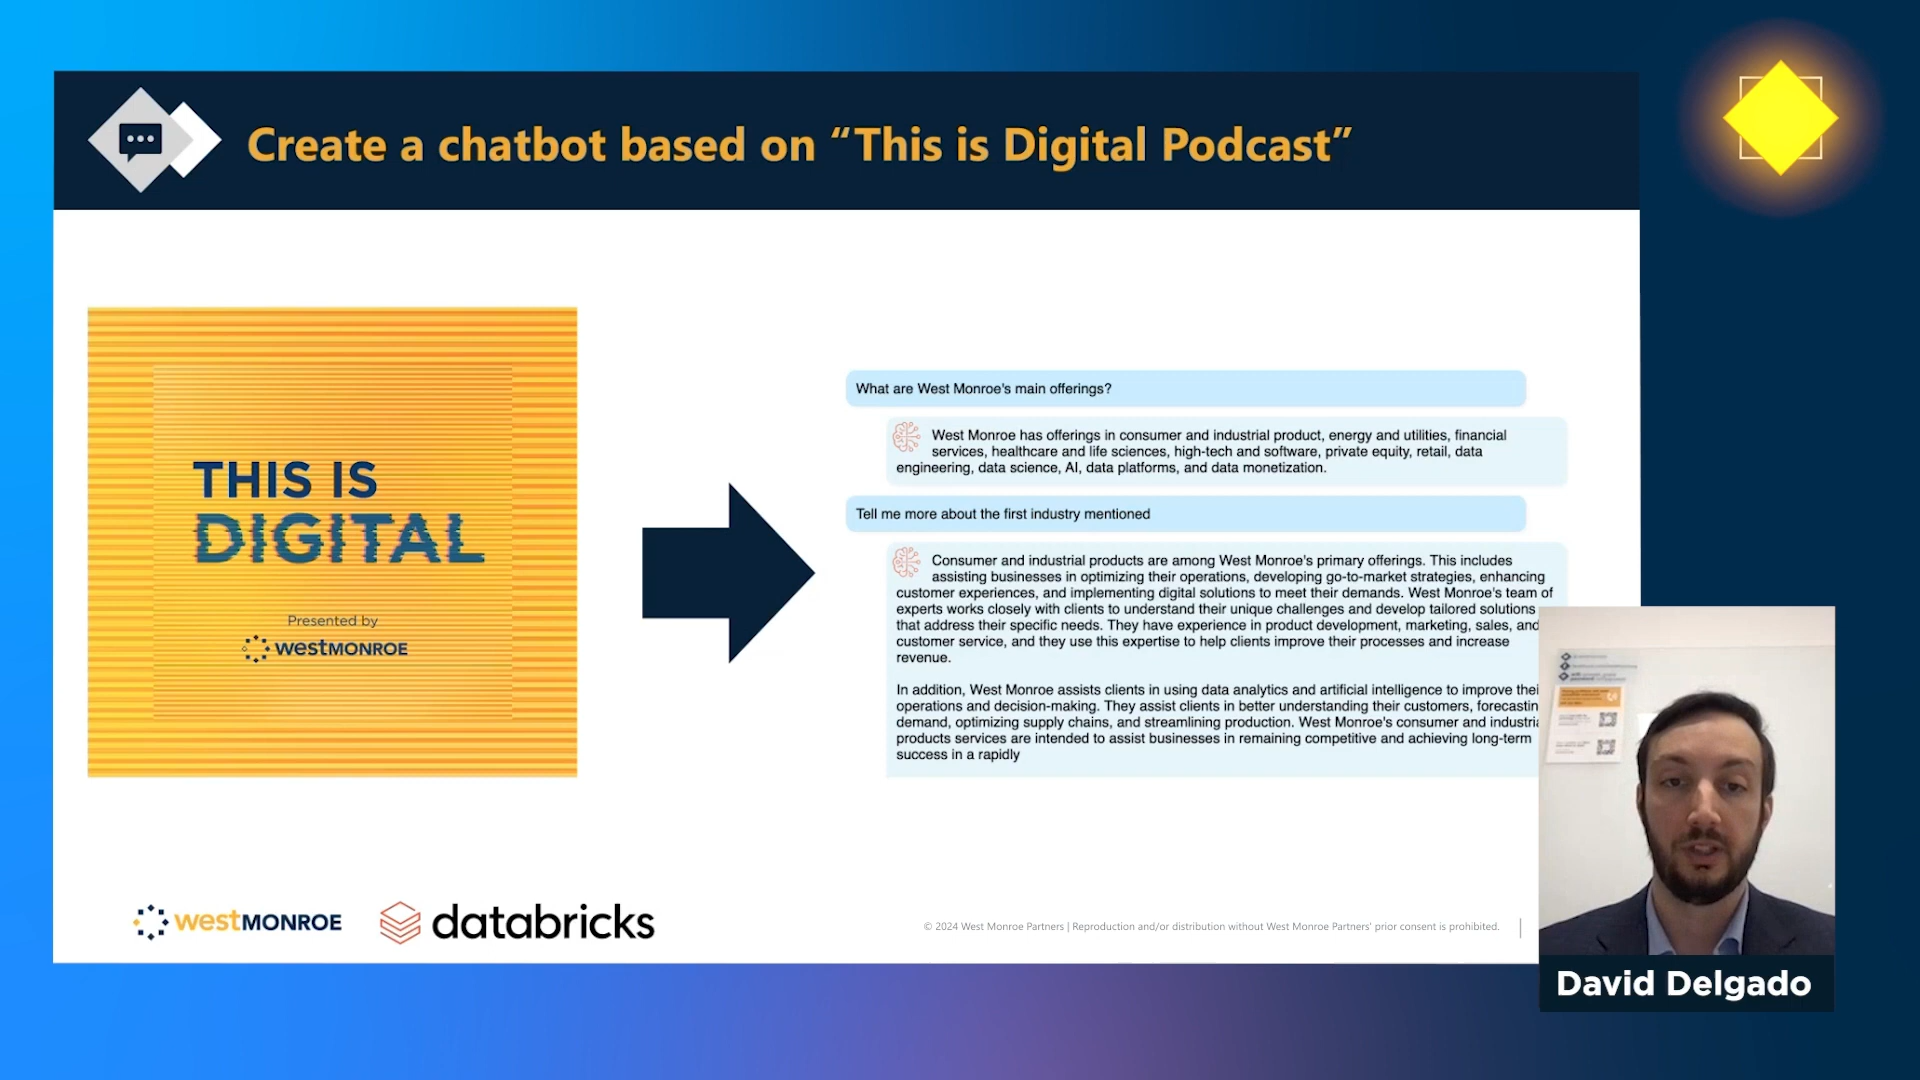 Create a chatbot based on “This is Digital Podcast”
THIS IS
DIGITAL
Presented by
westMONROE
What are West Monroe's main offerings?
West Monroe has offerings in consumer and industrial product, energy and utilities, financial
services, healthcare and life sciences, high-tech and software, private equity, retail, data
engineering, data science, AI, data platforms, and data monetization.
Tell me more about the first industry mentioned
Consumer and industrial products are among West Monroe's primary offerings. This includes
assisting businesses in optimizing their operations, developing go-to-market strategies, enhancing
customer experiences, and implementing digital solutions to meet their demands. West Monroe's team of
experts works closely with clients to understand their unique challenges and develop tailored solutions
that address their specific needs. They have experience in product development, marketing, sales, and
customer service, and they use this expertise to help clients improve their processes and increase
revenue.
In addition, West Monroe assists clients in using data analytics and artificial intelligence to improve thei
operations and decision-making. They assist clients in better understanding their customers, forecastin
demand, optimizing supply chains, and streamlining production. West Monroe's consumer and industria
products services are intended to assist businesses in remaining competitive and achieving long-term
success in a rapidly
westMONROE
databricks
© 2024 West Monroe Partners | Reproduction and/or distribution without West Monroe Partners' prior consent is prohibited.
David Delgado